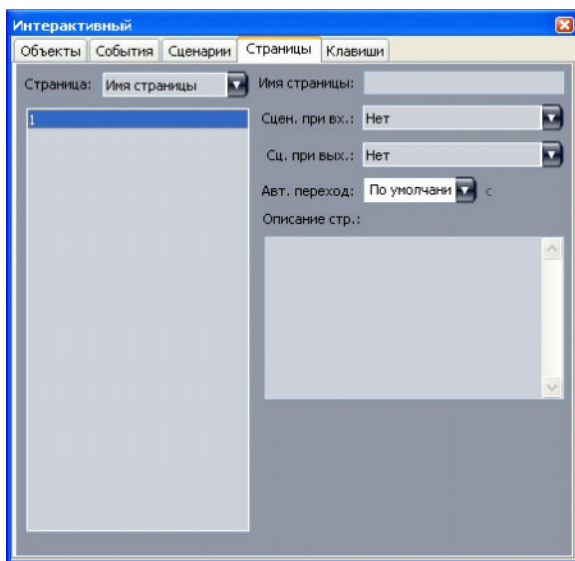 Интерактивный
Объекты События Сценарии Страницы Клавиши
Страница: Имя страницы Имя страницы:
1
Сцен. при вх.: Нет
Сц. при вых.: Нет
Авт. переход: По умолчани с
Описание стр.: